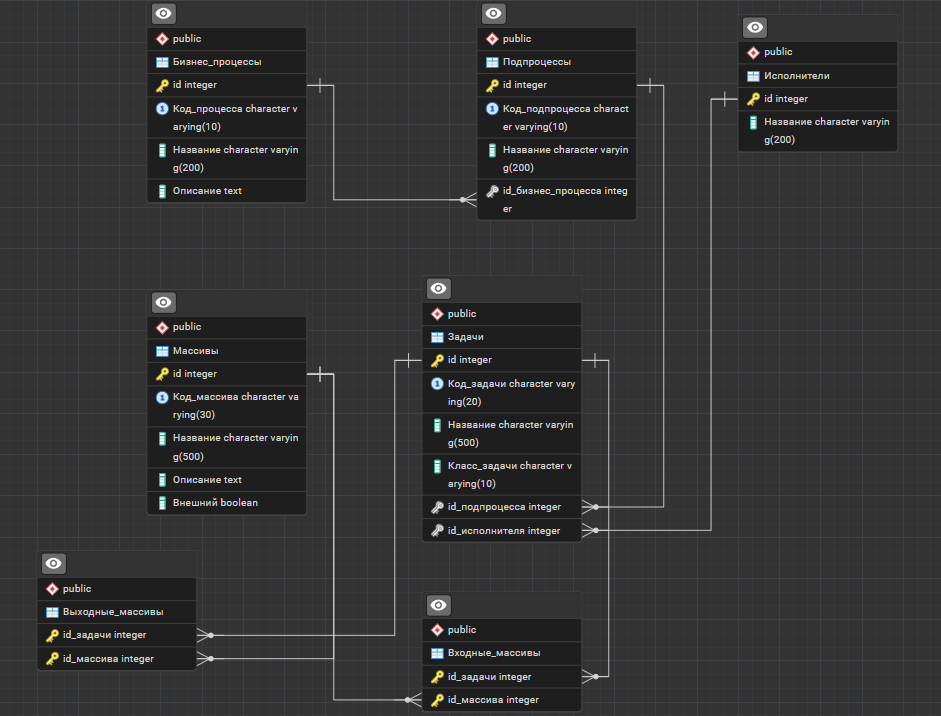 public
Бизнес_процессы
id integer
Код_процесса character v
arying(10)
Название character varyin
g(200)
Описание text
public
Подпроцессы
id integer
Код_подпроцесса charact
er varying(10)
Название character varyin
g(200)
id_бизнес_процесса integ
er
public
Исполнители
id integer
Название character varyin
g(200)
public
Массивы
id integer
Код_массива character va
rying(30)
Название character varyin
g(500)
Описание text
Внешний boolean
public
Задачи
id integer
Код_задачи character vary
ing(20)
Название character varyin
g(500)
Класс_задачи character v
arying(10)
id_подпроцесса integer
id_исполнителя integer
public
Выходные_массивы
id_задачи integer
id_массива integer
public
Входные_массивы
id_задачи integer
id_массива integer